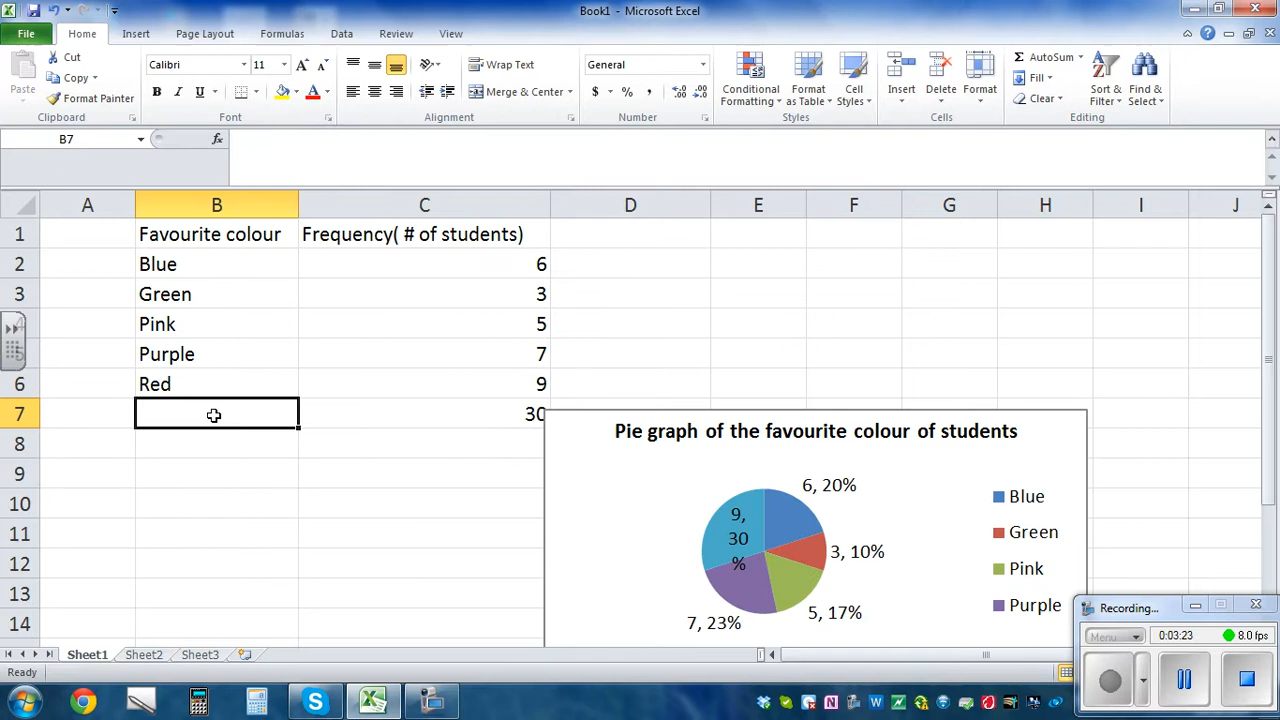 Book1 - Microsoft Excel
File Home Insert Page Layout Formulas Data Review View
Paste
Cut
Copy
Format Painter
Clipboard
Calibri 11 A A
B I U A
Font
Wrap Text
Merge & Center
Alignment
General
$ % ,
Number
Conditional Formatting
Format as Table
Cell Styles
Styles
Insert Delete Format
Cells
AutoSum
Fill
Clear
Sort & Filter
Find & Select
Editing
B7 fx
A B C D E F G H I J
1 Favourite colour Frequency( # of students)
2 Blue 6
3 Green 3
4 Pink 5
5 Purple 7
6 Red 9
7 30
8
9
10
11
12
13
14
Pie graph of the favourite colour of students
6, 20%
3, 10%
5, 17%
7, 23%
9, 30 %
Blue
Green
Pink
Purple
Sheet1 Sheet2 Sheet3
Ready
Recording...
Menu 0:03:23 8.0 fps